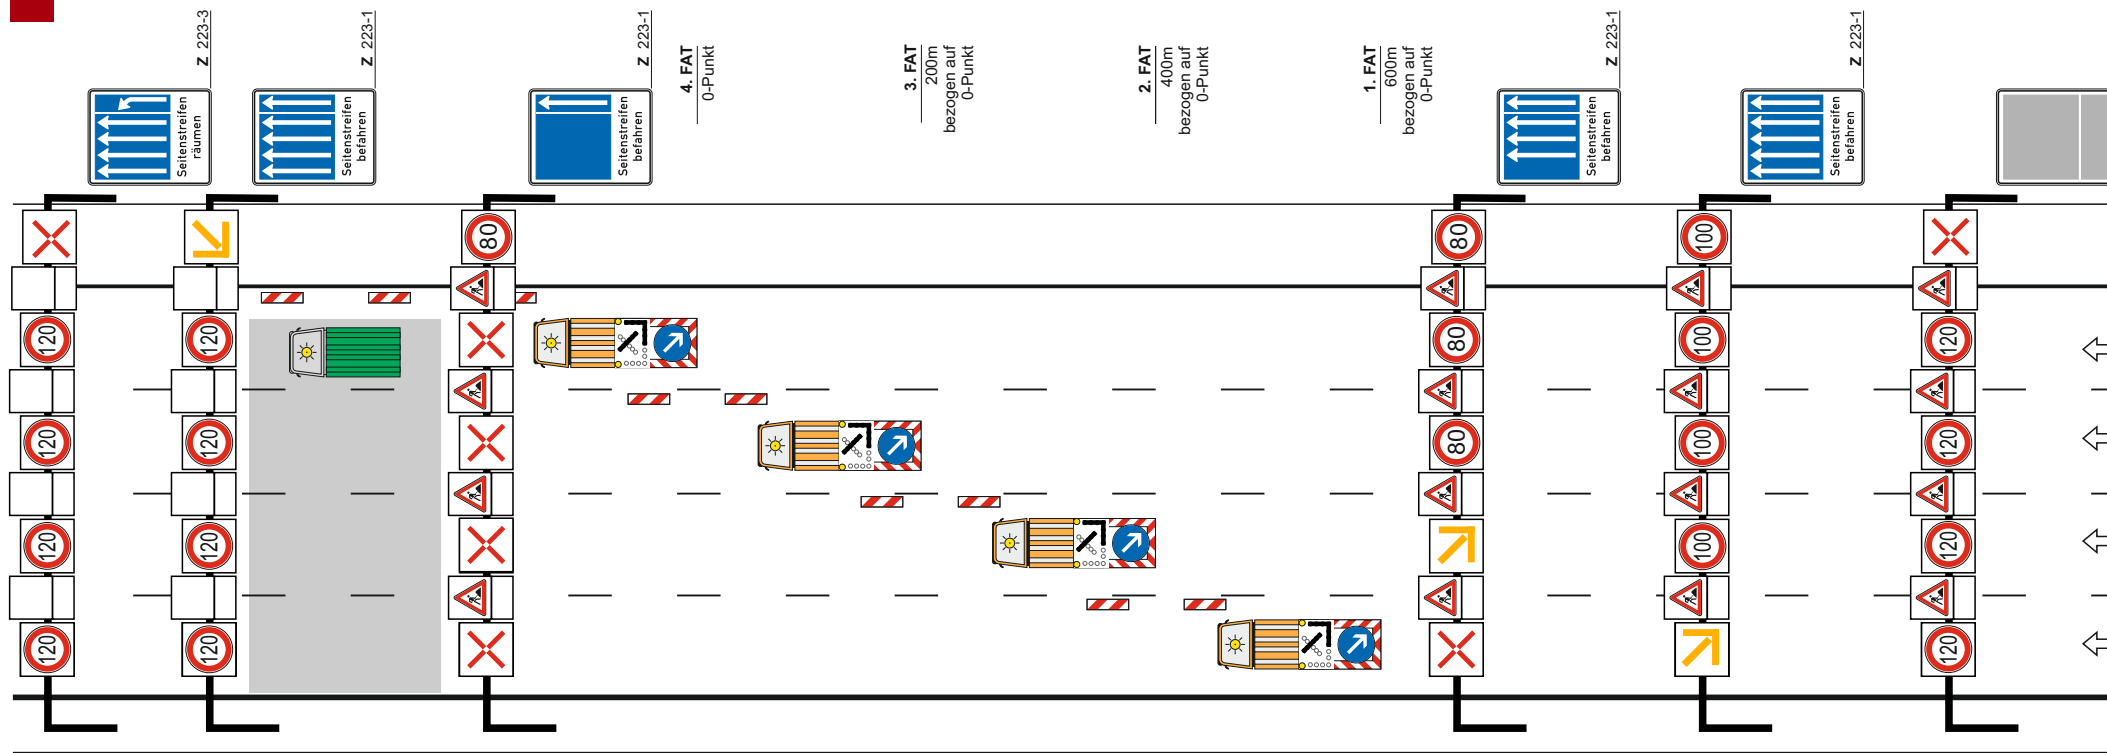 Z 223-3
Seitenstreifen
räumen
Z 223-1
Seitenstreifen
befahren
Z 223-1
Seitenstreifen
befahren
4. FAT
0-Punkt
3. FAT
200m
bezogen auf
0-Punkt
2. FAT
400m
bezogen auf
0-Punkt
1. FAT
600m
bezogen auf
0-Punkt
Z 223-1
Seitenstreifen
befahren
Z 223-1
Seitenstreifen
befahren
80
80
100
120
120
80
100
120
120
120
80
100
120
120
120
100
120
120
120
120